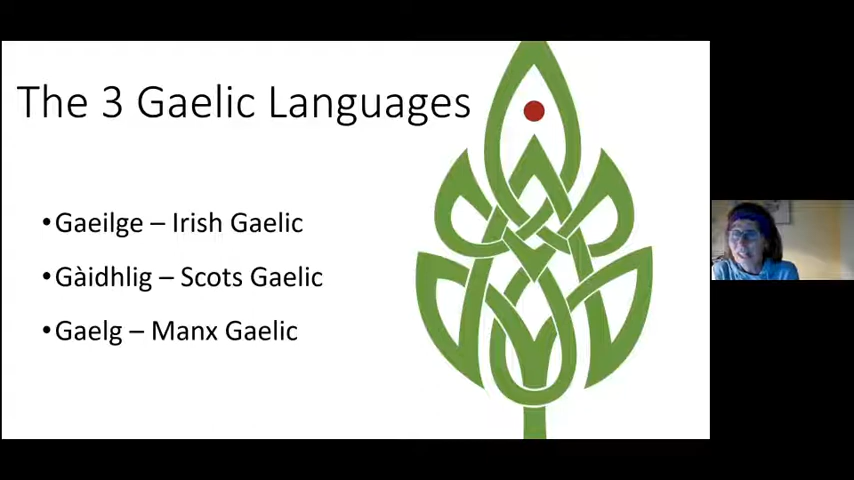 The 3 Gaelic Languages
• Gaeilge – Irish Gaelic
• Gàidhlig – Scots Gaelic
• Gaelg – Manx Gaelic